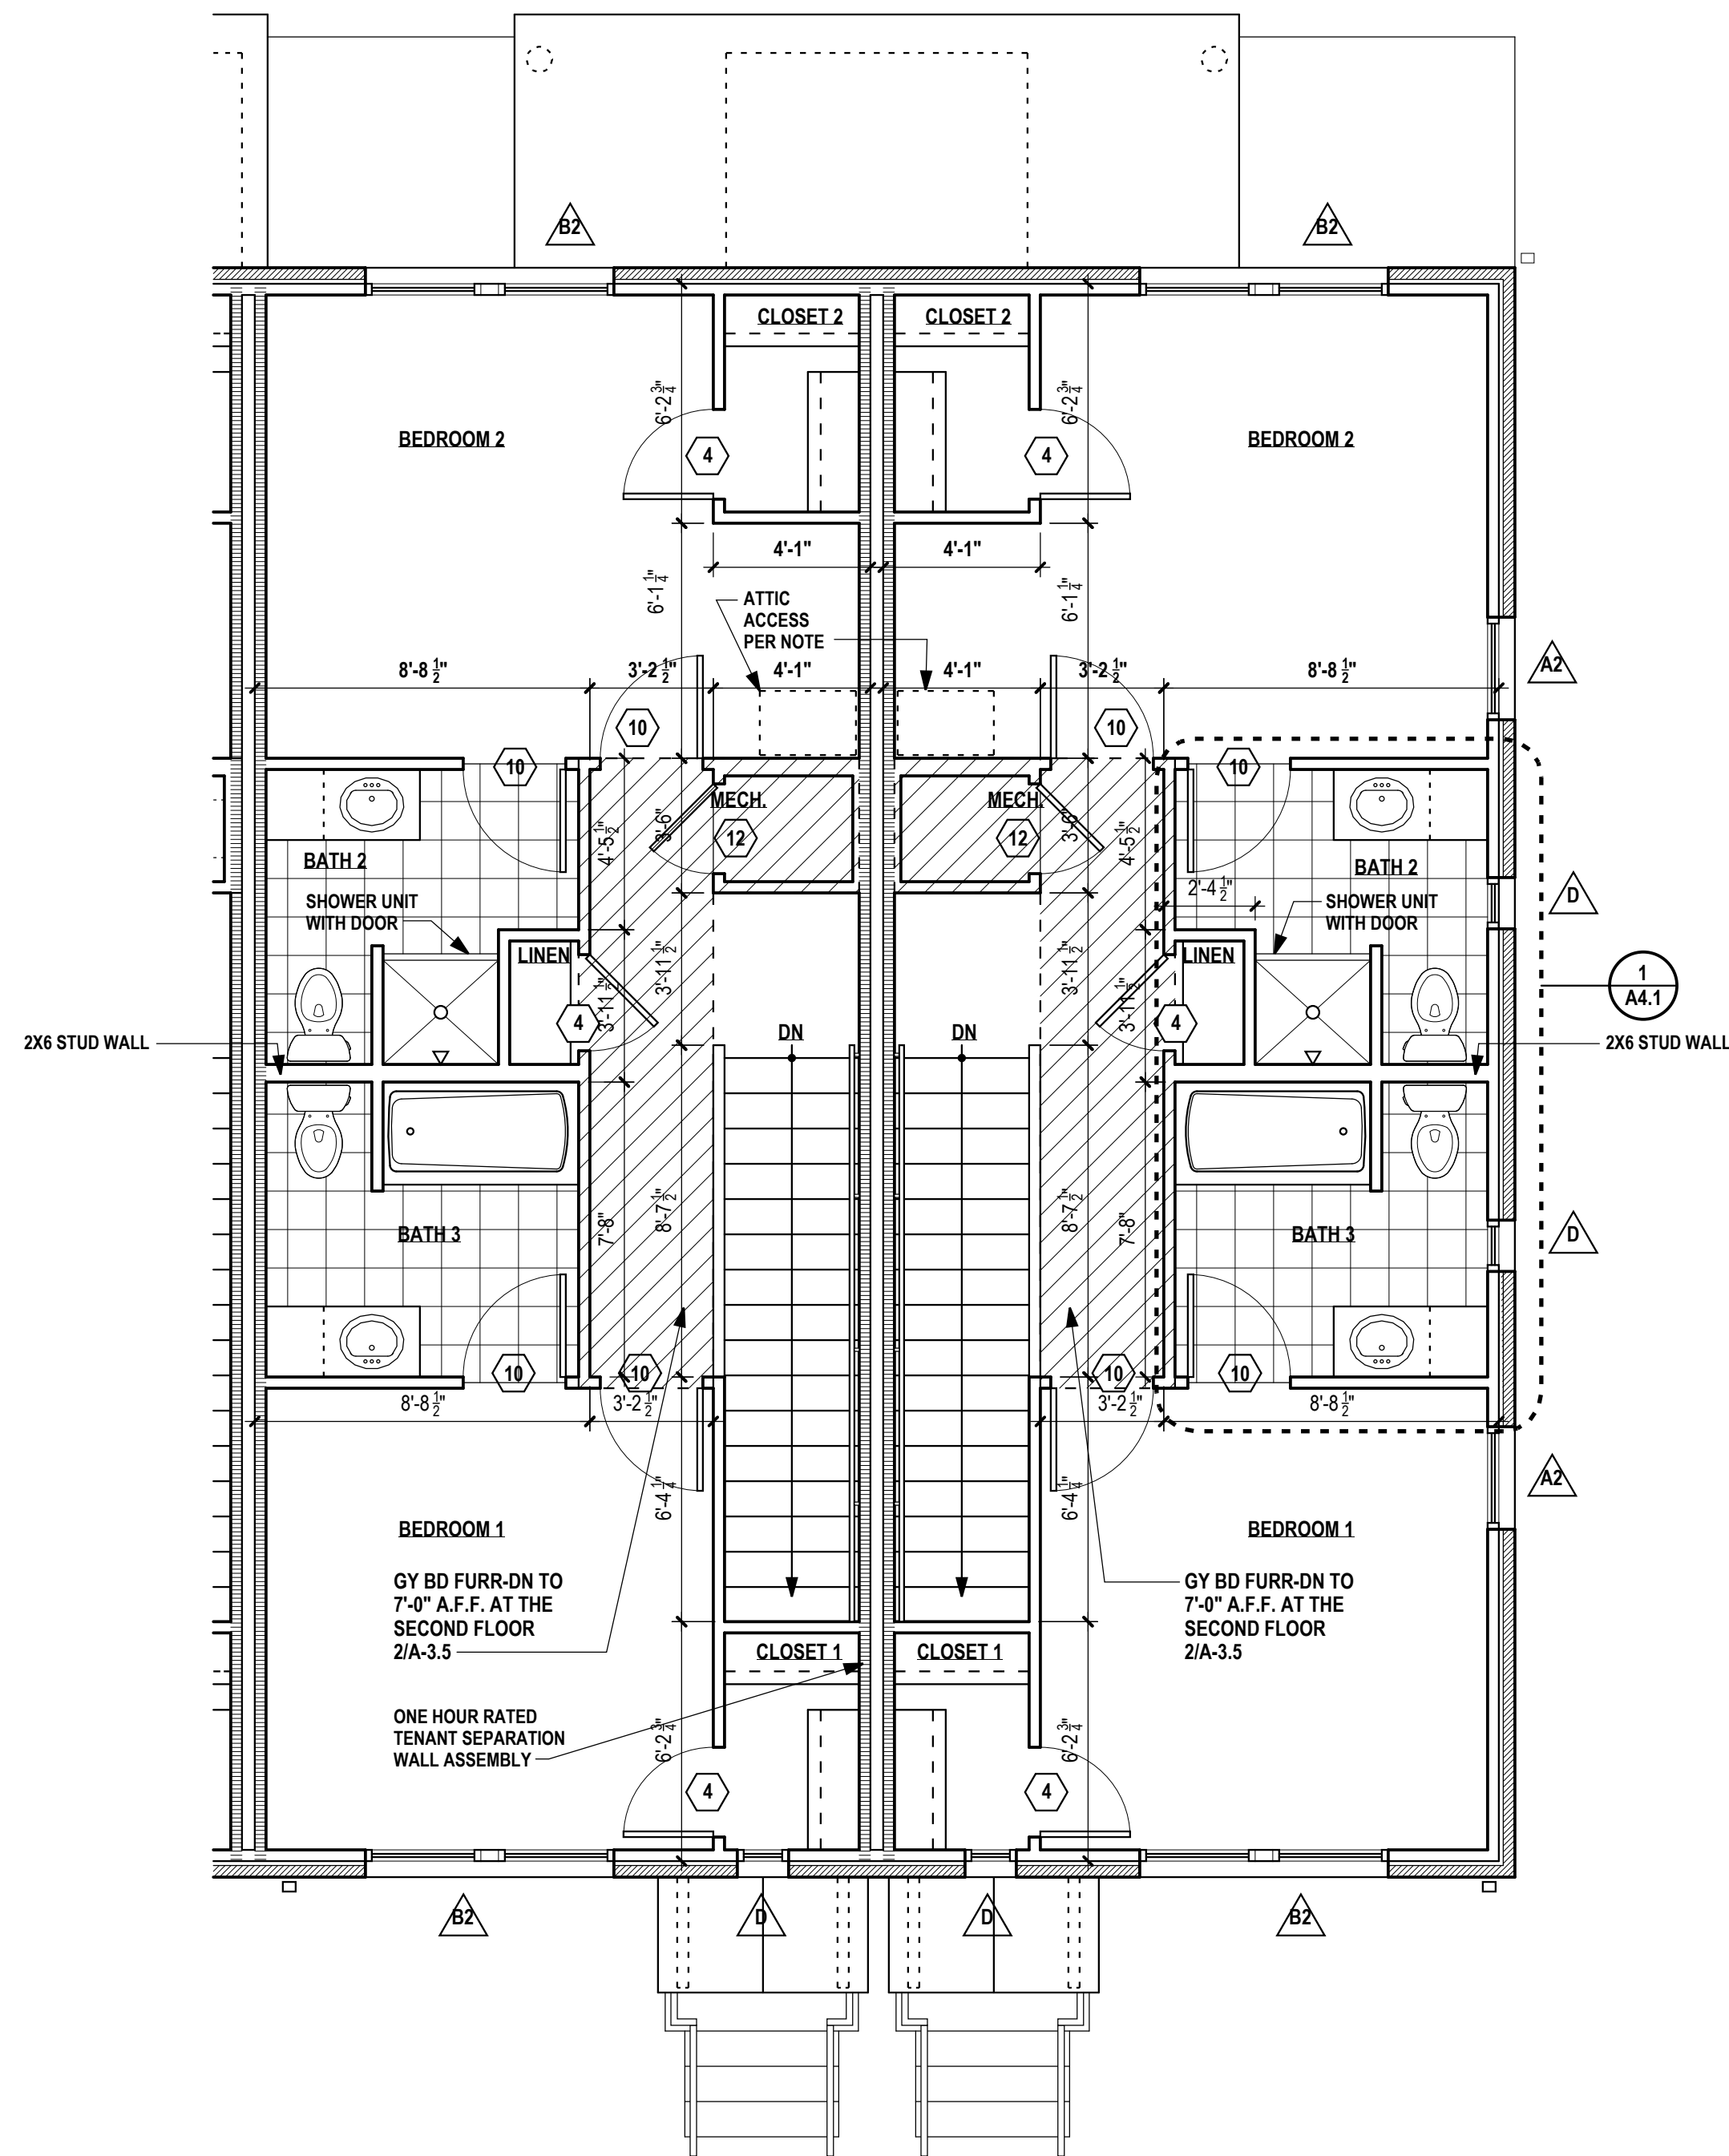 B2
B2
CLOSET 2
CLOSET 2
6'-2 3/4"
6'-2 3/4"
BEDROOM 2
BEDROOM 2
4
4
4'-1"
4'-1"
6'-1 1/4"
6'-1 1/4"
ATTIC
ACCESS
PER NOTE
8'-8 1/2"
3'-2 1/2"
4'-1"
4'-1"
3'-2 1/2"
8'-8 1/2"
A2
10
10
10
10
MECH.
MECH.
12
12
3'-6"
3'-6"
4'-5 1/2"
4'-5 1/2"
BATH 2
BATH 2
2'-4 1/2"
D
SHOWER UNIT
WITH DOOR
SHOWER UNIT
WITH DOOR
LINEN
LINEN
3'-11 1/2"
3'-11 1/2"
3'-11 1/2"
3'-11 1/2"
1
A4.1
4
4
DN
DN
2X6 STUD WALL
2X6 STUD WALL
BATH 3
BATH 3
7'-8"
8'-7 1/2"
8'-7 1/2"
7'-8"
D
10
10
10
10
8'-8 1/2"
3'-2 1/2"
3'-2 1/2"
8'-8 1/2"
A2
6'-4 1/4"
6'-4 1/4"
BEDROOM 1
BEDROOM 1
GY BD FURR-DN TO
7'-0" A.F.F. AT THE
SECOND FLOOR
2/A-3.5
GY BD FURR-DN TO
7'-0" A.F.F. AT THE
SECOND FLOOR
2/A-3.5
CLOSET 1
CLOSET 1
ONE HOUR RATED
TENANT SEPARATION
WALL ASSEMBLY
6'-2 3/4"
6'-2 3/4"
4
4
B2
D
D
B2